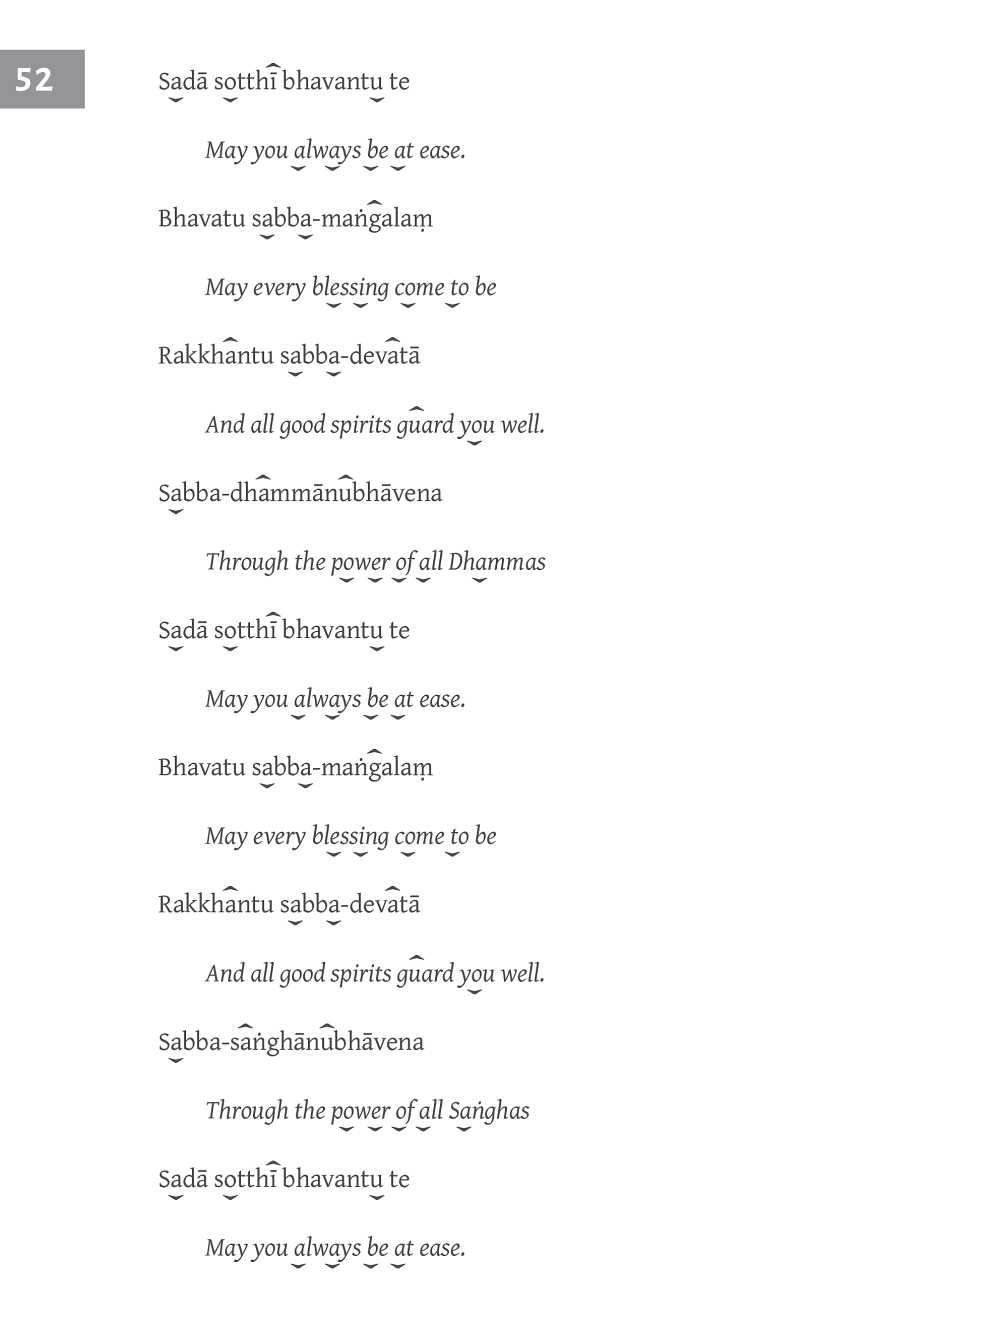 52
Sadā sotthī bhavantu te
May you always be at ease.
Bhavatu sabba-maṅgalaṃ
May every blessing come to be
Rakkhantu sabba-devatā
And all good spirits guard you well.
Sabba-dhammānubhāvena
Through the power of all Dhammas
Sadā sotthī bhavantu te
May you always be at ease.
Bhavatu sabba-maṅgalaṃ
May every blessing come to be
Rakkhantu sabba-devatā
And all good spirits guard you well.
Sabba-saṅghānubhāvena
Through the power of all Saṅghas
Sadā sotthī bhavantu te
May you always be at ease.